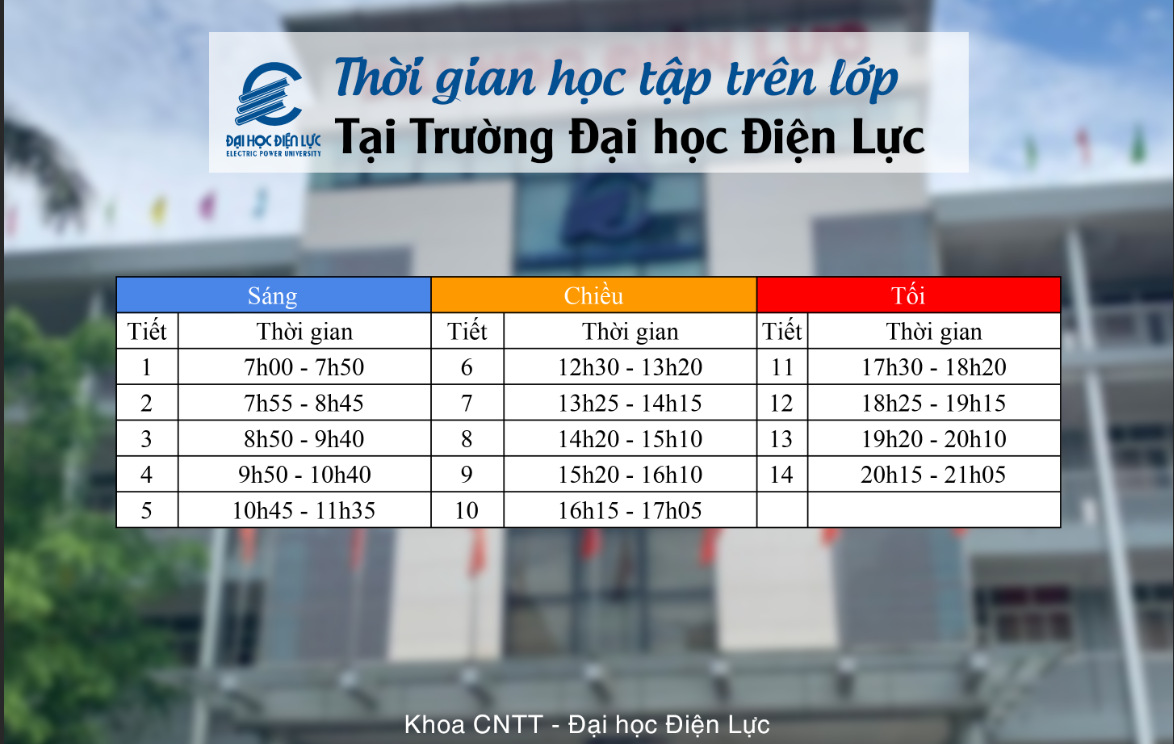 Thời gian học tập trên lớp
ĐẠI HỌC ĐIỆN LỰC
ELECTRIC POWER UNIVERSITY
Tại Trường Đại học Điện Lực
Sáng Chiều Tối
Tiết Thời gian Tiết Thời gian Tiết Thời gian
1 7h00 - 7h50 6 12h30 - 13h20 11 17h30 - 18h20
2 7h55 - 8h45 7 13h25 - 14h15 12 18h25 - 19h15
3 8h50 - 9h40 8 14h20 - 15h10 13 19h20 - 20h10
4 9h50 - 10h40 9 15h20 - 16h10 14 20h15 - 21h05
5 10h45 - 11h35 10 16h15 - 17h05
Khoa CNTT - Đại học Điện Lực